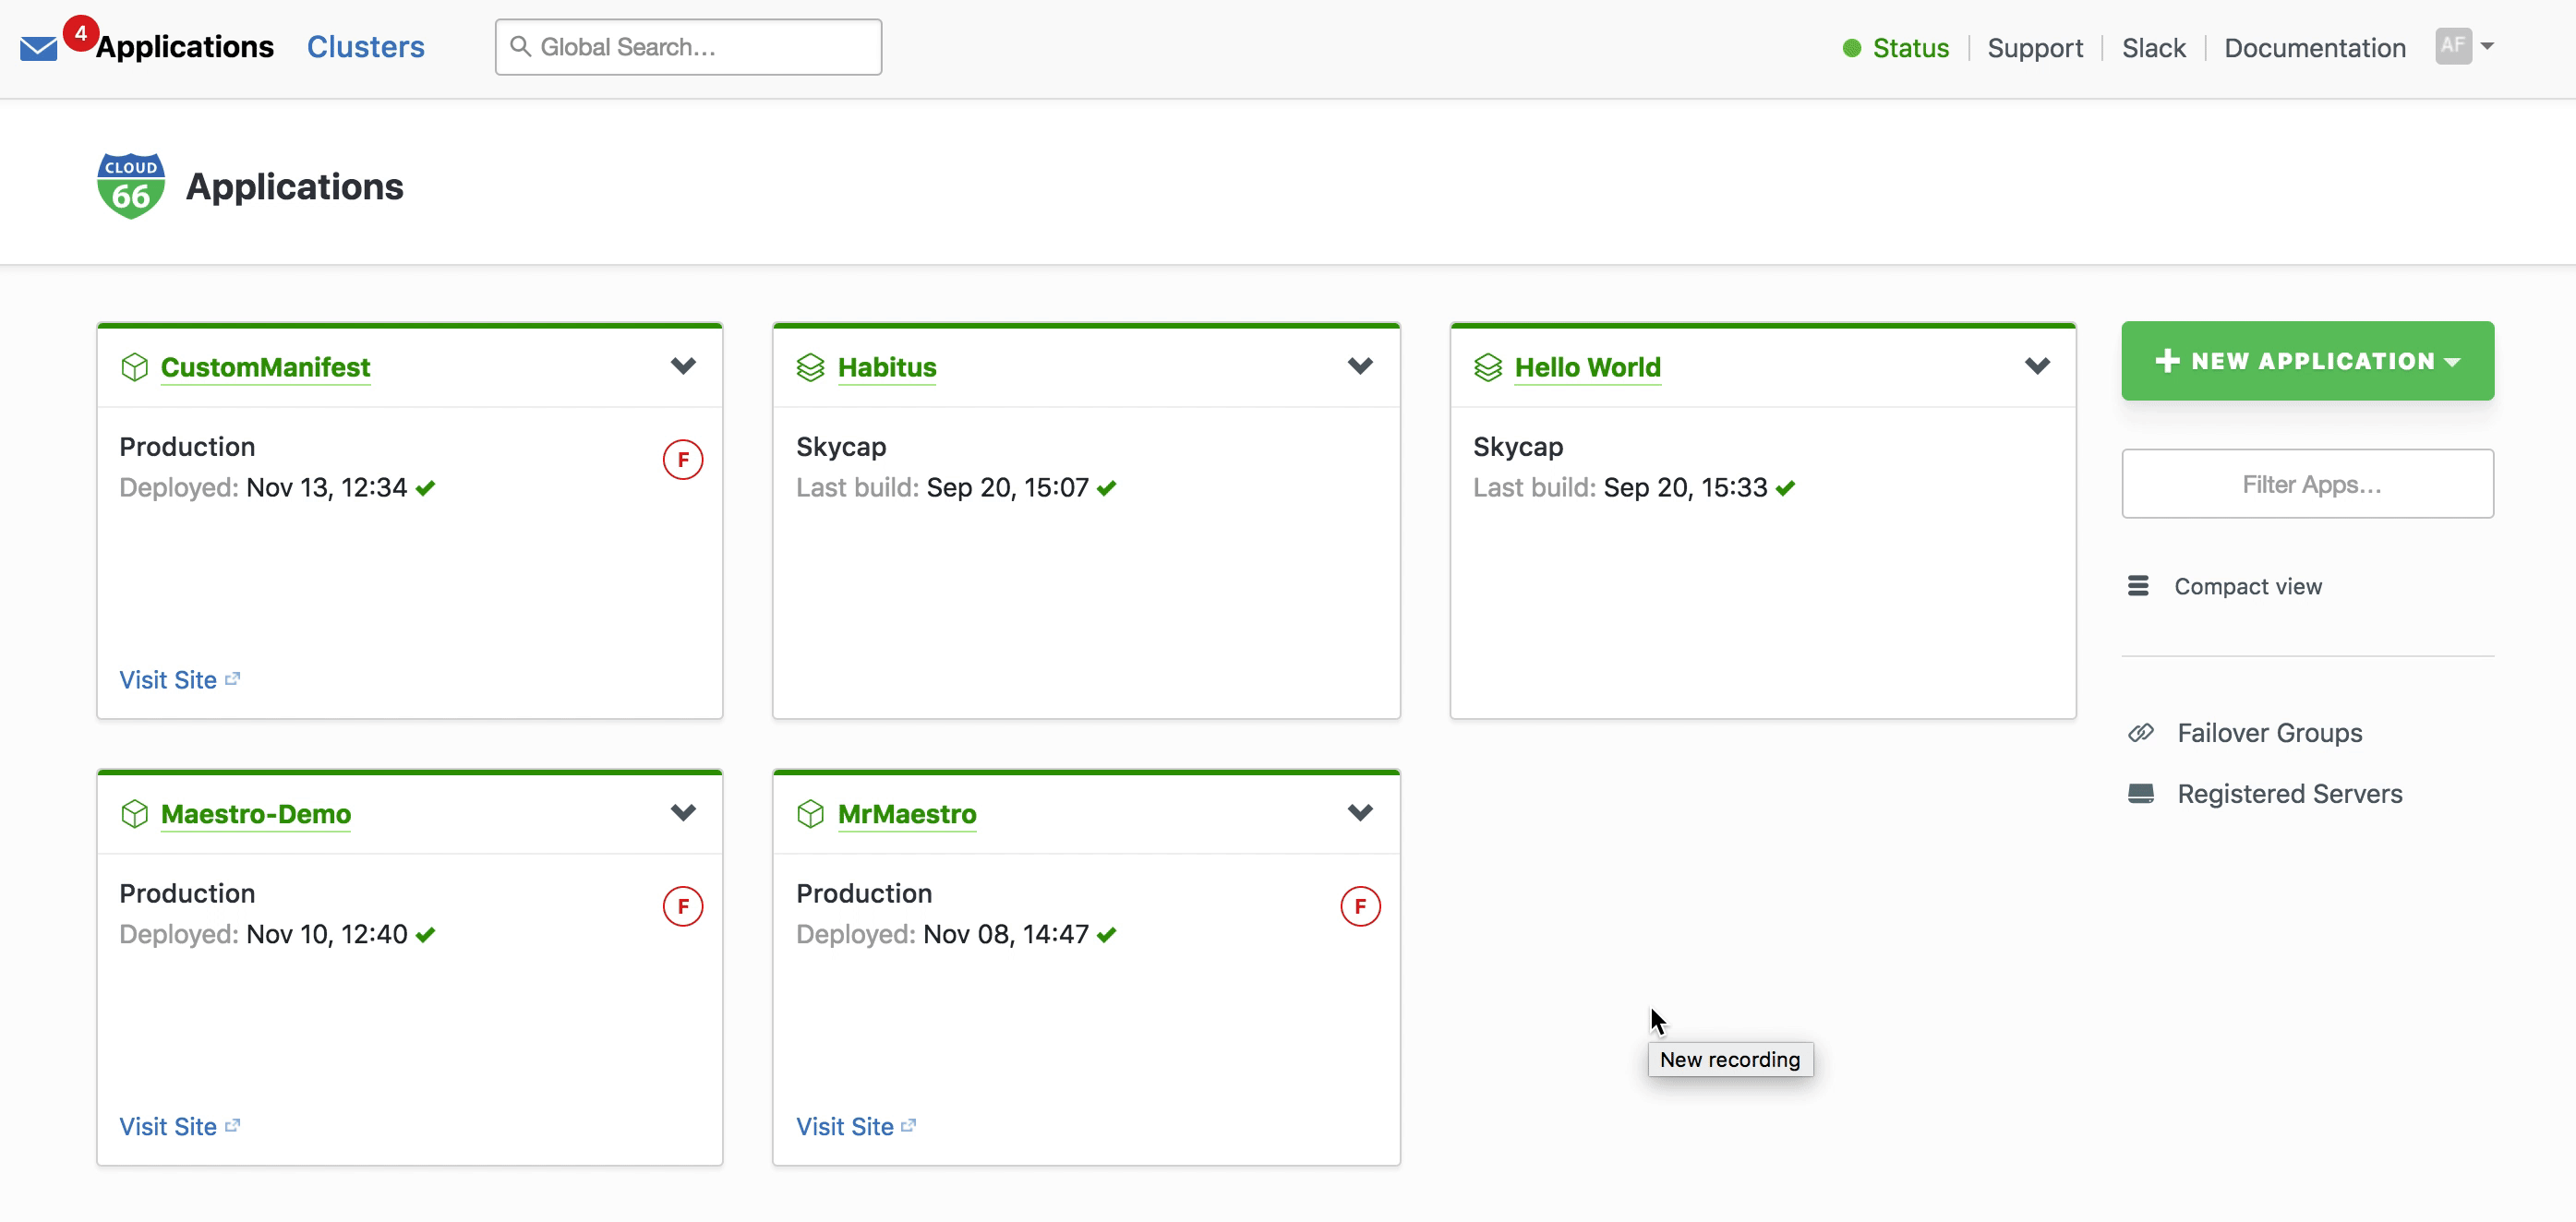 4
Applications
Clusters
Global Search...
Status
Support
Slack
Documentation
AF
CLOUD
66
Applications
CustomManifest
Production
F
Deployed: Nov 13, 12:34
Visit Site
Habitus
Skycap
Last build: Sep 20, 15:07
Hello World
Skycap
Last build: Sep 20, 15:33
NEW APPLICATION
Filter Apps...
Compact view
Failover Groups
Registered Servers
Maestro-Demo
Production
F
Deployed: Nov 10, 12:40
Visit Site
MrMaestro
Production
F
Deployed: Nov 08, 14:47
Visit Site
New recording